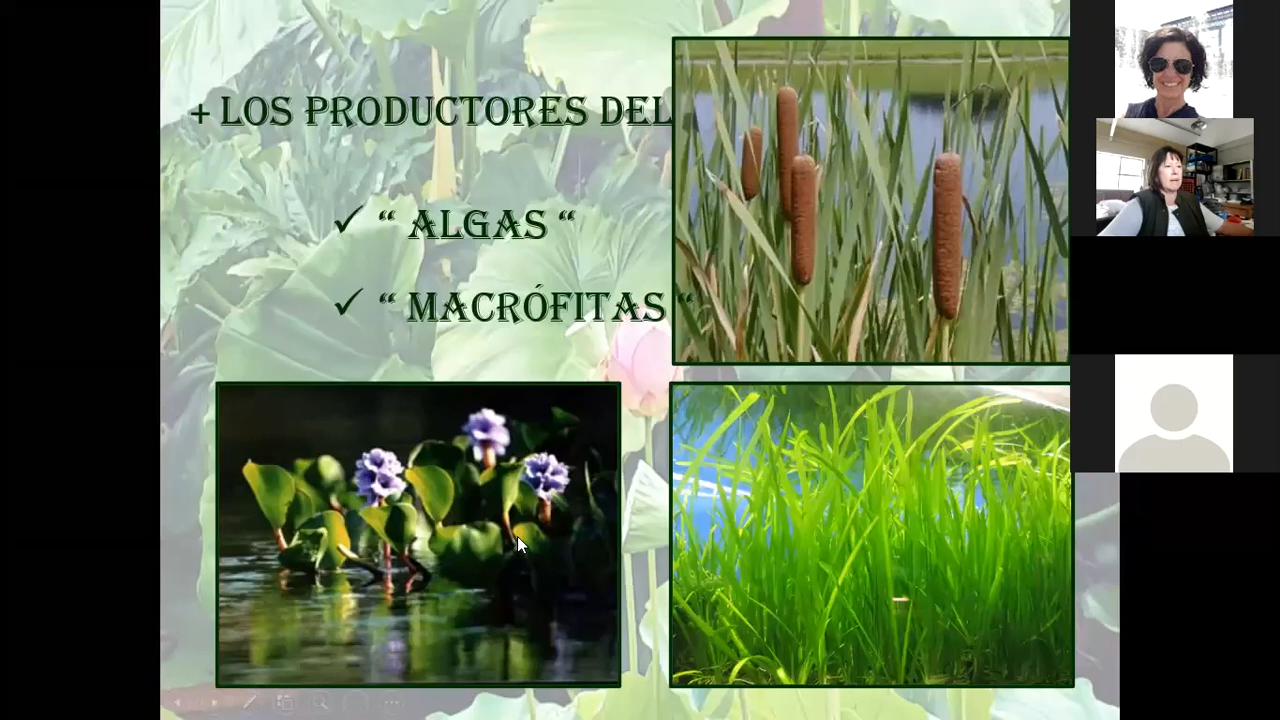 + LOS PRODUCTORES DEL
✓ “ ALGAS “
✓ “ MACRÓFITAS “